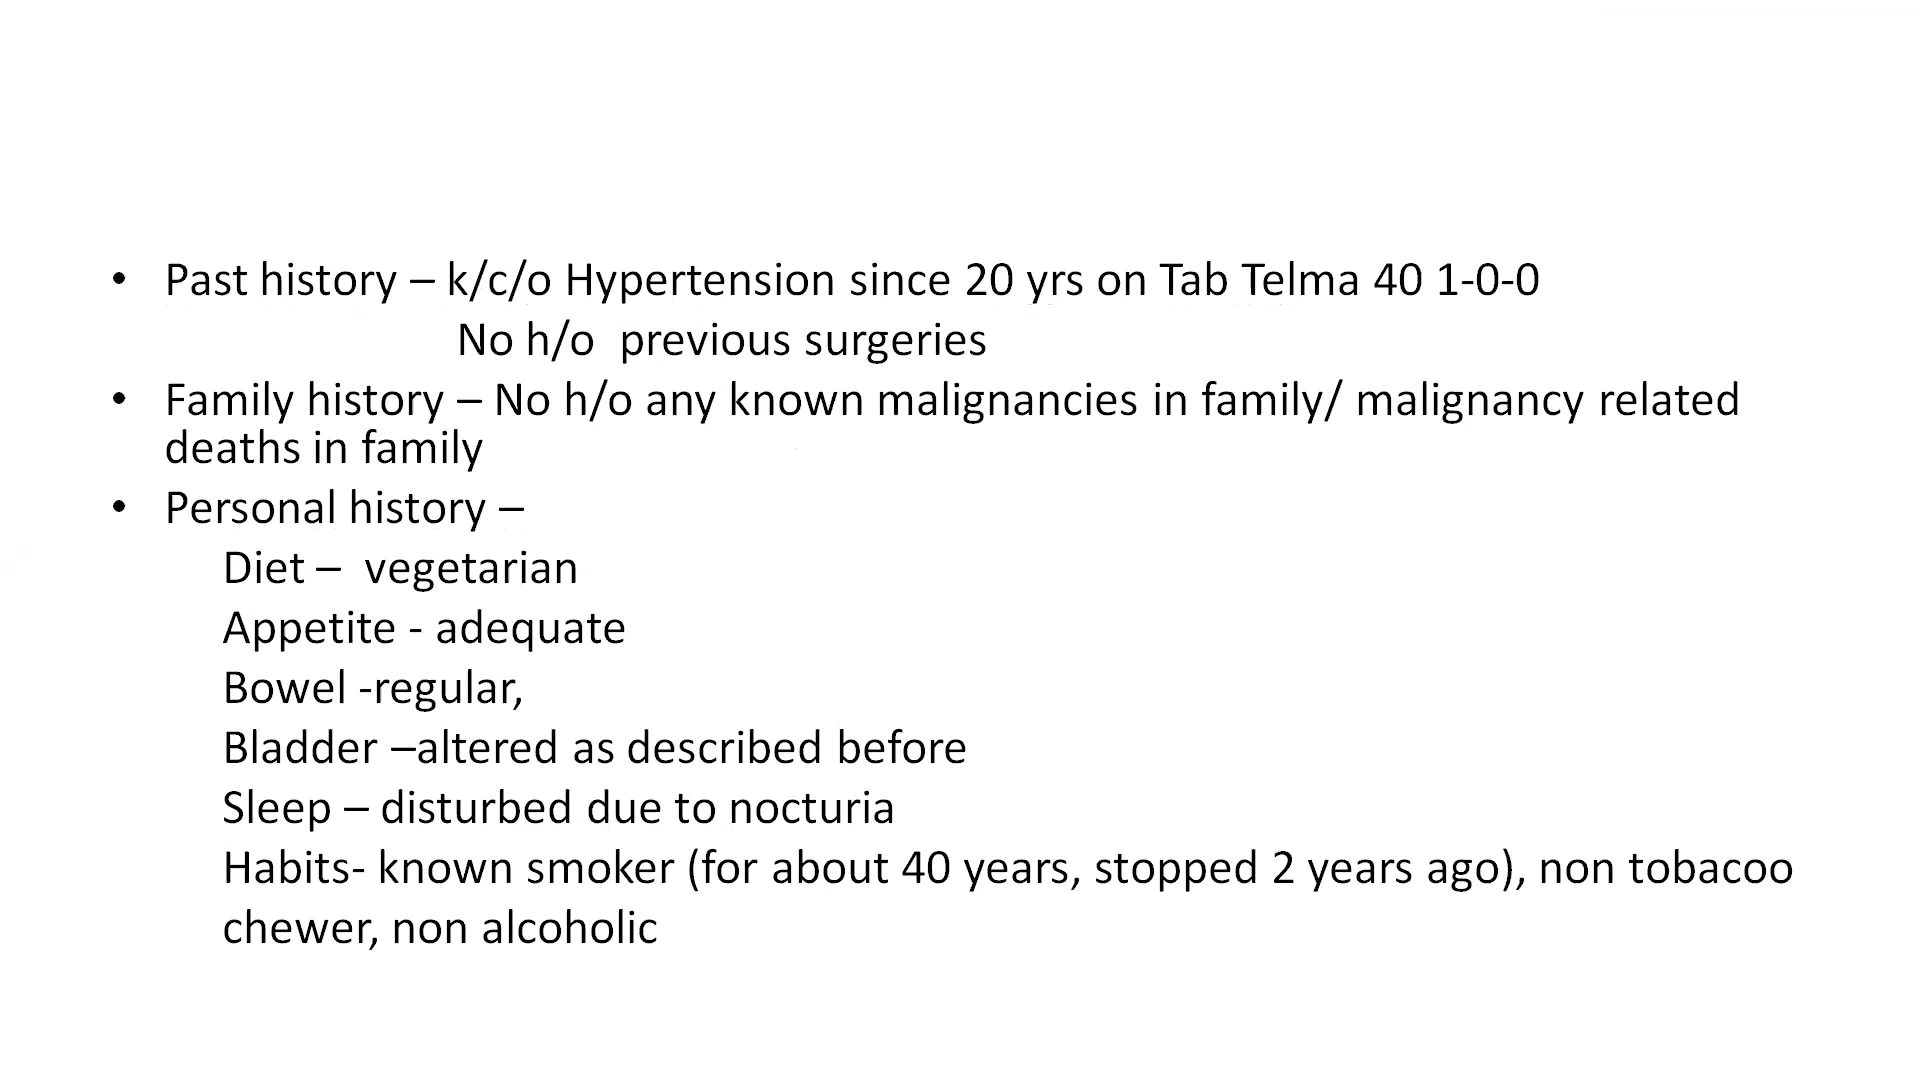 • Past history – k/c/o Hypertension since 20 yrs on Tab Telma 40 1-0-0
No h/o  previous surgeries
• Family history – No h/o any known malignancies in family/ malignancy related
deaths in family
• Personal history –
Diet –  vegetarian
Appetite - adequate
Bowel -regular,
Bladder –altered as described before
Sleep – disturbed due to nocturia
Habits- known smoker (for about 40 years, stopped 2 years ago), non tobacoo
chewer, non alcoholic